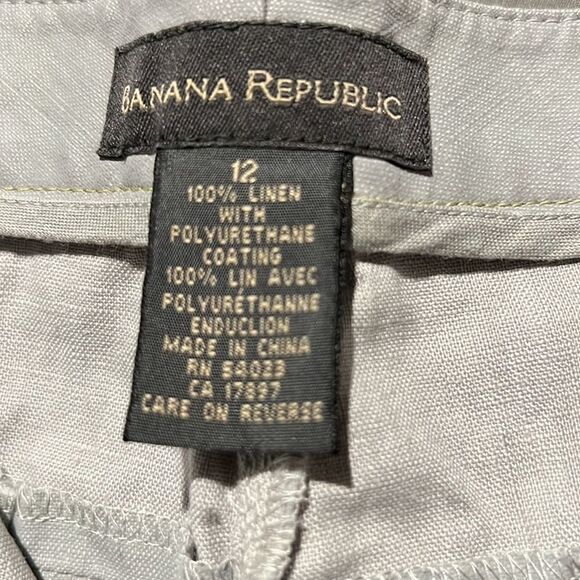 BANANA REPUBLIC
12
100% LINEN
WITH
POLYURETHANE
COATING
100% LIN AVEC
POLYURÉTHANNE
ENDUCLION
MADE IN CHINA
RN 54023
CA 17897
CARE ON REVERSE